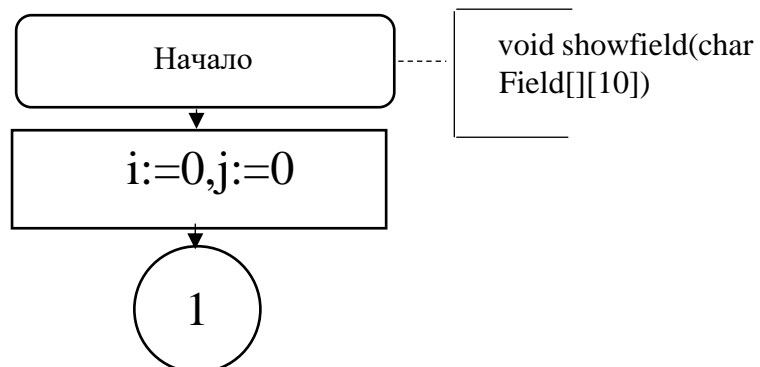 Начало
void showfield(char
Field[][10])
i:=0,j:=0
1